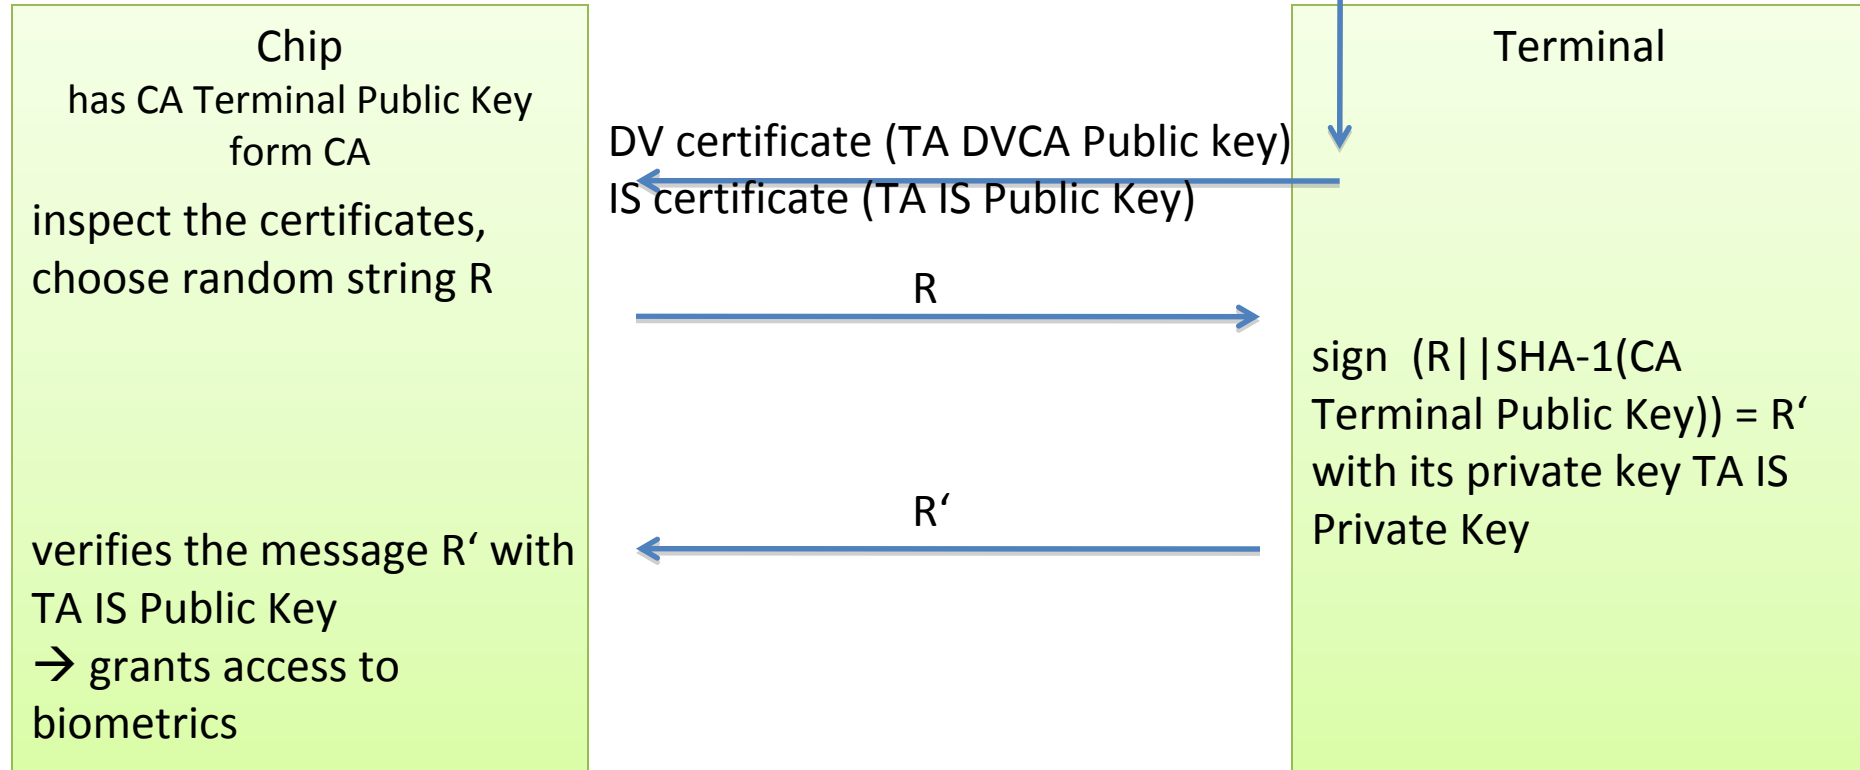 Chip
has CA Terminal Public Key
form CA
inspect the certificates,
choose random string R
verifies the message R‘ with
TA IS Public Key
→ grants access to
biometrics
DV certificate (TA DVCA Public key)
IS certificate (TA IS Public Key)
R
R‘
Terminal
sign  (R||SHA-1(CA
Terminal Public Key)) = R‘
with its private key TA IS
Private Key